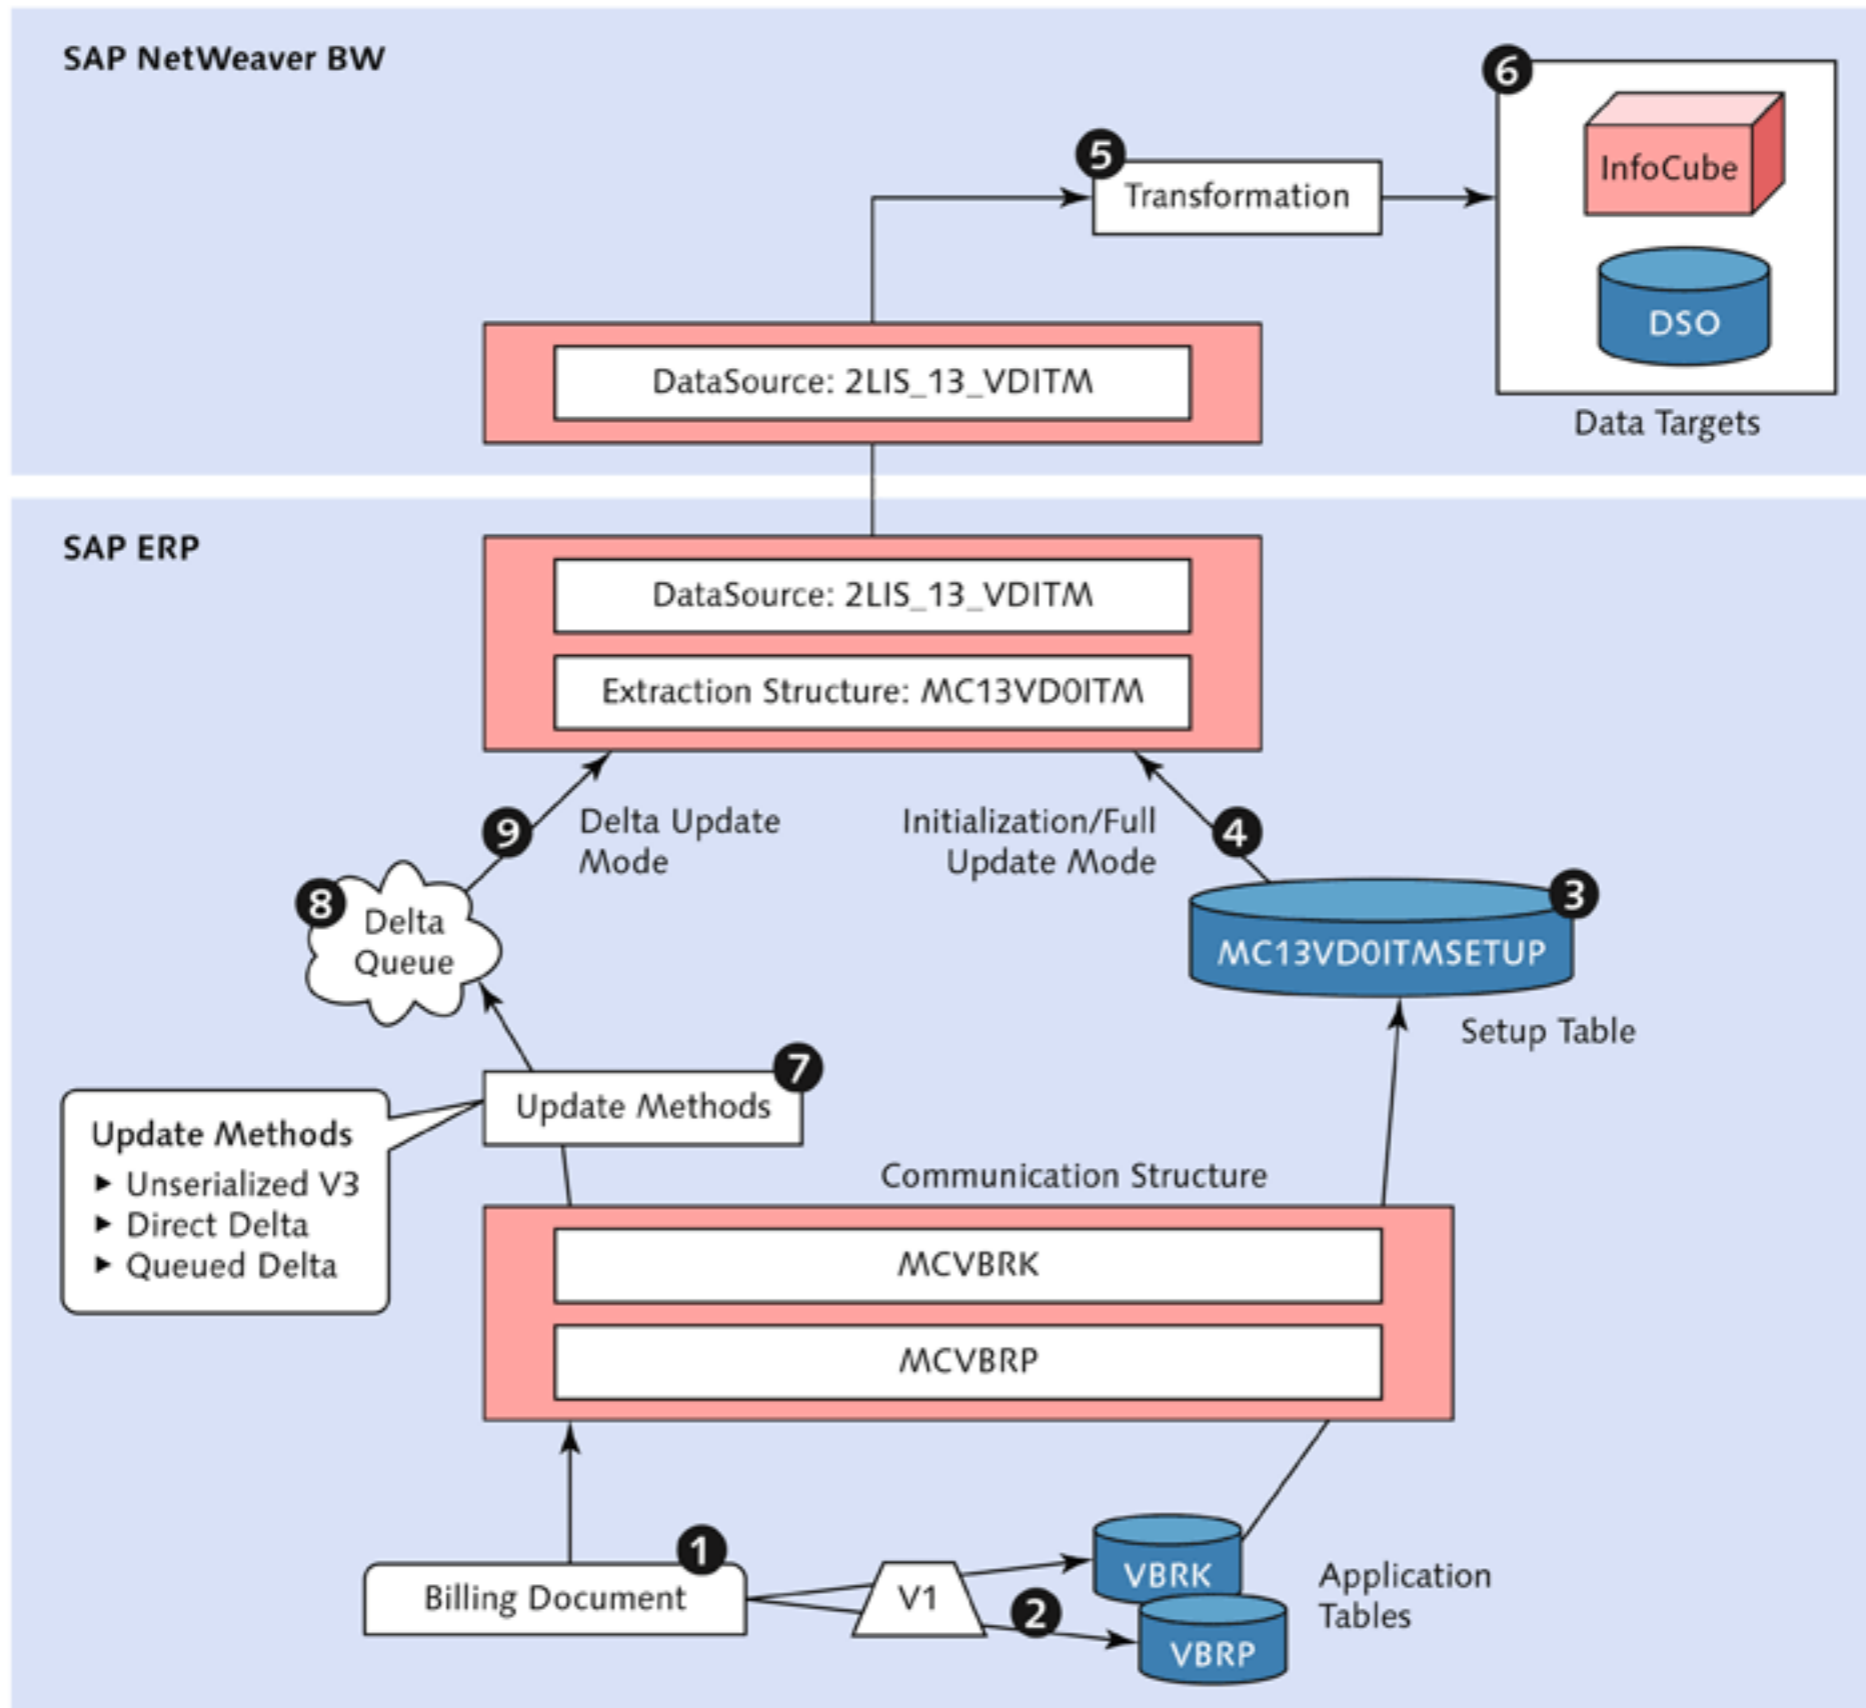 SAP NetWeaver BW
6
InfoCube
5
Transformation
DSO
DataSource: 2LIS_13_VDITM
Data Targets
SAP ERP
DataSource: 2LIS_13_VDITM
Extraction Structure: MC13VD0ITM
9
Delta Update
Mode
Initialization/Full
Update Mode
4
8
Delta
Queue
3
MC13VD0ITMSETUP
Setup Table
7
Update Methods
Update Methods
▸ Unserialized V3
▸ Direct Delta
▸ Queued Delta
Communication Structure
MCVBRK
MCVBRP
1
Billing Document
V1
2
VBRK
VBRP
Application
Tables